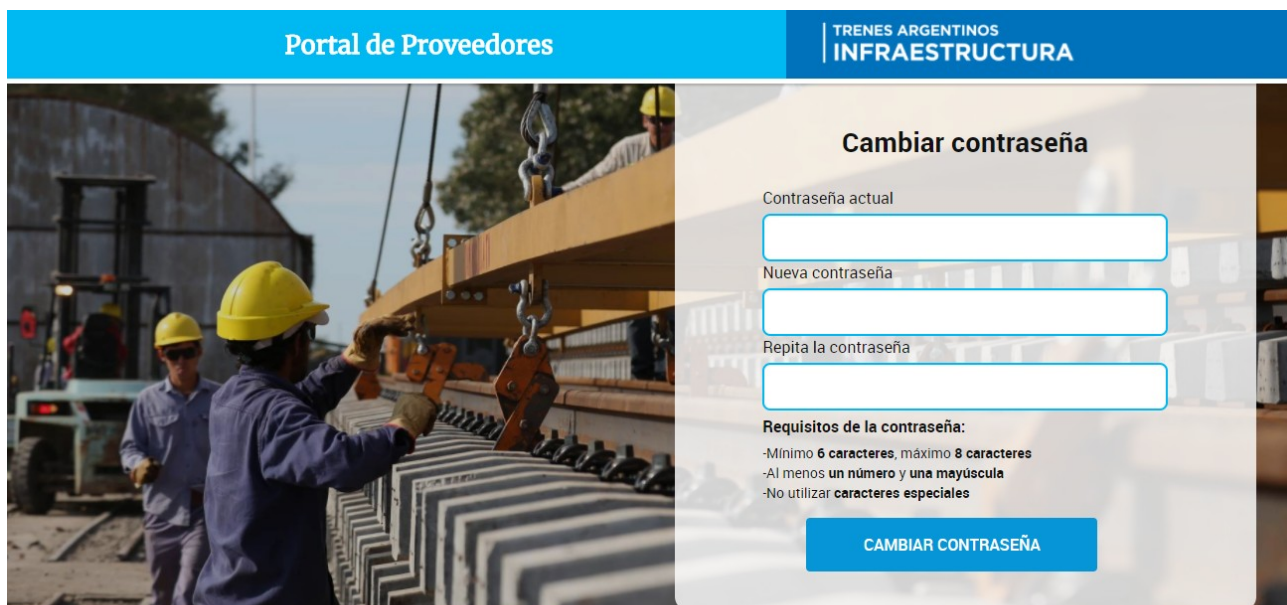 Portal de Proveedores
TRENES ARGENTINOS
INFRAESTRUCTURA
Cambiar contraseña
Contraseña actual
Nueva contraseña
Repita la contraseña
Requisitos de la contraseña:
-Mínimo 6 caracteres, máximo 8 caracteres
-Al menos un número y una mayúscula
-No utilizar caracteres especiales
CAMBIAR CONTRASEÑA